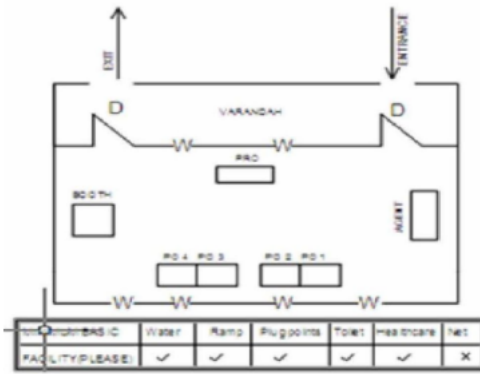 EXIT
ENTRANCE
D
VARANDAH
D
W
W
PRO
BOOTH
AGENT
PO 4 PO 3 PO 2 PO 1
W
W
W
W
BASIC Water Ramp Plug points Toilet Healthcare Net
FACILITY(PLEASE) ✓ ✓ ✓ ✓ ✓ ×